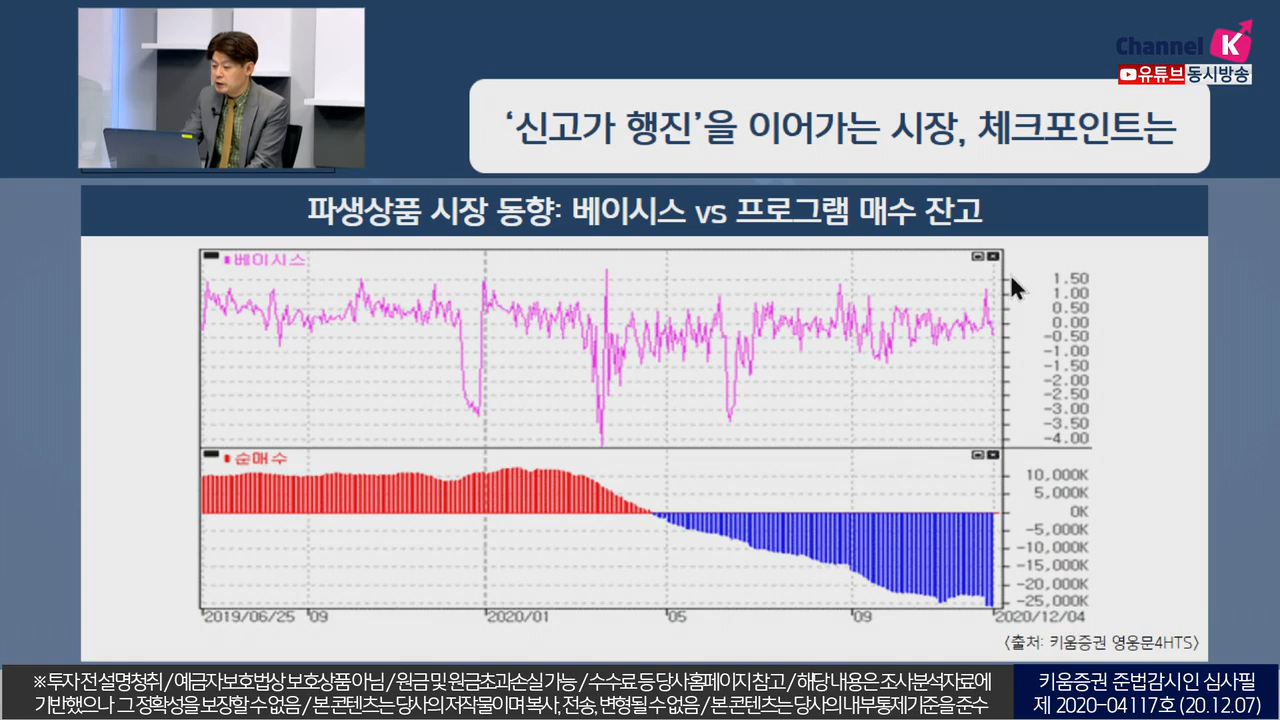 Channel K
유튜브동시방송
‘신고가 행진’을 이어가는 시장, 체크포인트는
파생상품 시장 동향: 베이시스 vs 프로그램 매수 잔고
베이시스
1.50
1.00
0.50
0.00
-0.50
-1.00
-1.50
-2.00
-2.50
-3.00
-3.50
-4.00
순매수
10,000K
5,000K
0K
-5,000K
-10,000K
-15,000K
-20,000K
-25,000K
2019/06/25 09 2020/01 05 09 2020/12/04
<출처: 키움증권 영웅문4HTS>
※ 투자 전 설명청취 / 예금자보호법상 보호상품 아님 / 원금 및 원금초과손실 가능 / 수수료 등 당사 홈페이지 참고 / 해당 내용은 조사분석자료에
기반했으나 그 정확성을 보장할 수 없음 / 본 콘텐츠는 당사의 저작물이며 복사, 전송, 변형될 수 없음 / 본 콘텐츠는 당사의 내부통제기준을 준수
키움증권 준법감시인 심사필
제 2020-04117호 (20.12.07)